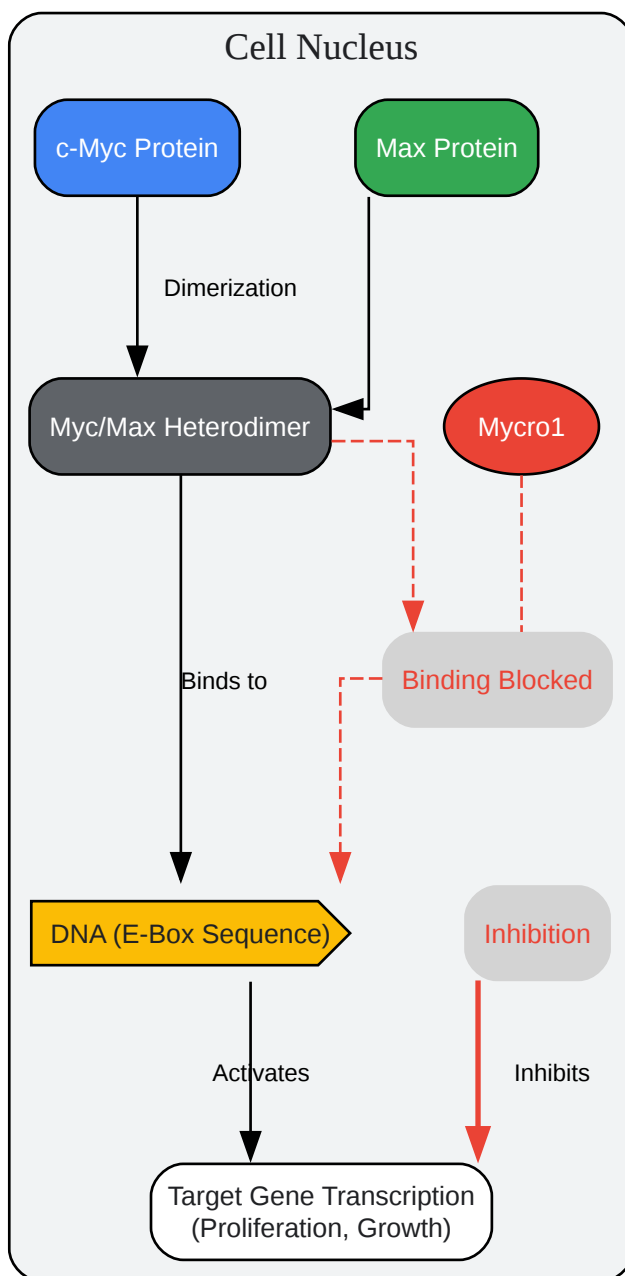 Cell Nucleus
c-Myc Protein
Max Protein
Dimerization
Myc/Max Heterodimer
Mycro1
Binds to
Binding Blocked
DNA (E-Box Sequence)
Inhibition
Activates
Inhibits
Target Gene Transcription
(Proliferation, Growth)